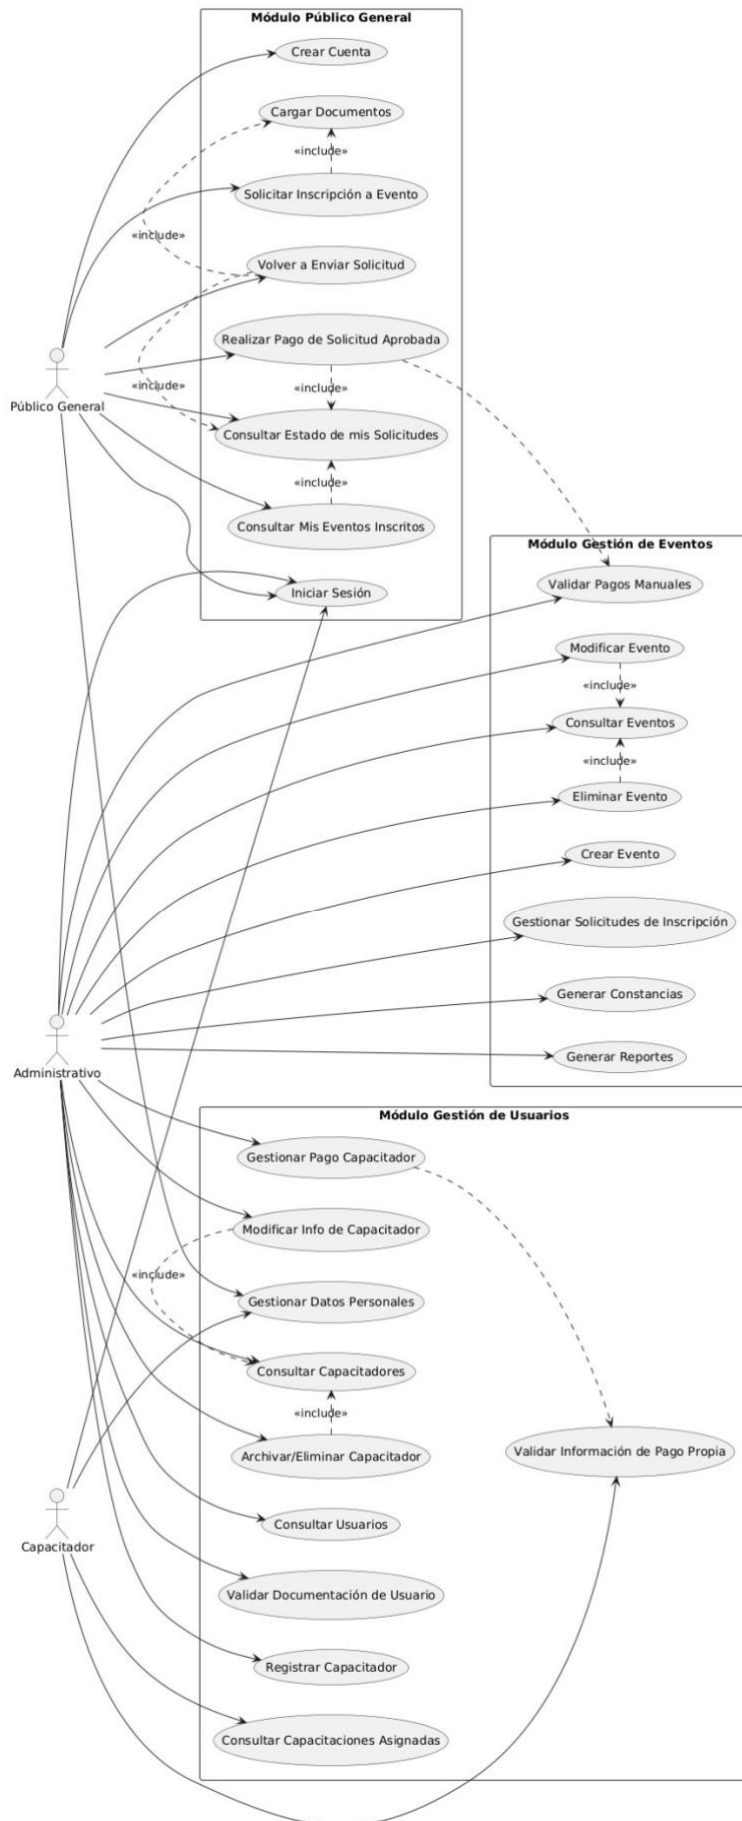 Módulo Público General
Crear Cuenta
Cargar Documentos
«include»
Solicitar Inscripción a Evento
«include»
Volver a Enviar Solicitud
Realizar Pago de Solicitud Aprobada
«include»
«include»
Público General
Consultar Estado de mis Solicitudes
«include»
Consultar Mis Eventos Inscritos
Iniciar Sesión
Módulo Gestión de Eventos
Validar Pagos Manuales
Modificar Evento
«include»
Consultar Eventos
«include»
Eliminar Evento
Crear Evento
Gestionar Solicitudes de Inscripción
Generar Constancias
Generar Reportes
Administrativo
Módulo Gestión de Usuarios
Gestionar Pago Capacitador
Modificar Info de Capacitador
«include»
Gestionar Datos Personales
Consultar Capacitadores
«include»
Archivar/Eliminar Capacitador
Validar Información de Pago Propia
Consultar Usuarios
Capacitador
Validar Documentación de Usuario
Registrar Capacitador
Consultar Capacitaciones Asignadas